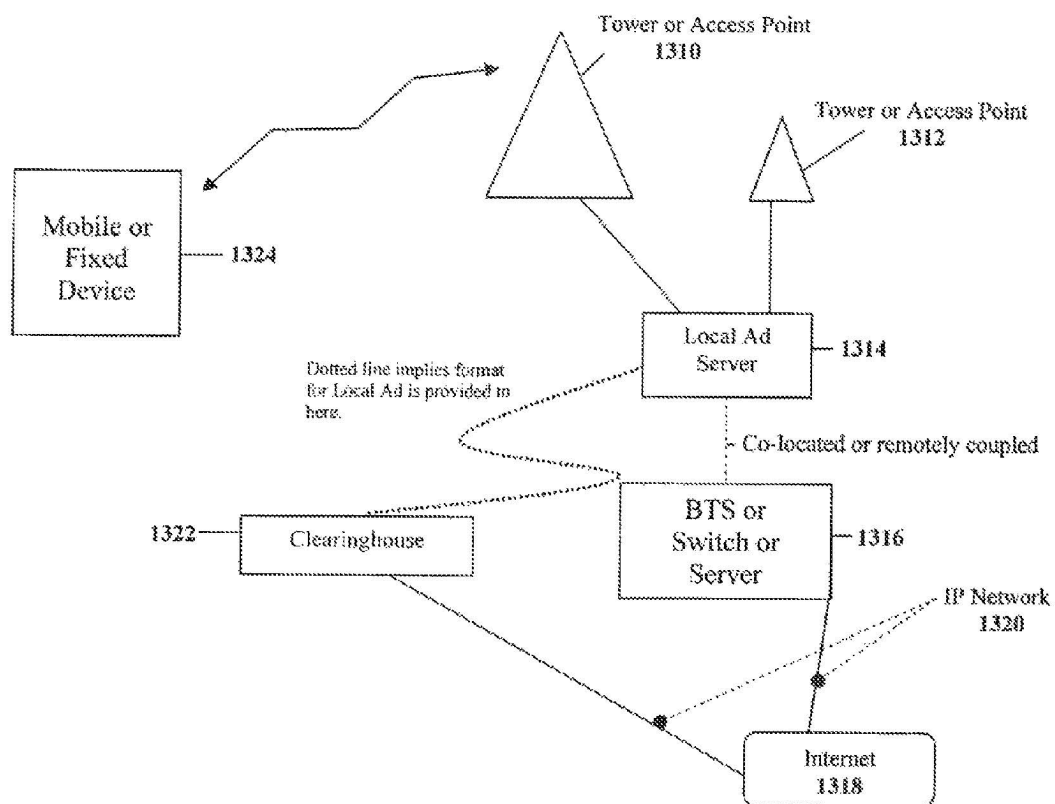 Tower or Access Point
1310
Tower or Access Point
1312
Mobile or
Fixed
Device
1324
Local Ad
Server
1314
Dotted line implies format
for Local Ad is provided to
here.
Co-located or remotely coupled
1322
Clearinghouse
BTS or
Switch or
Server
1316
IP Network
1320
Internet
1318